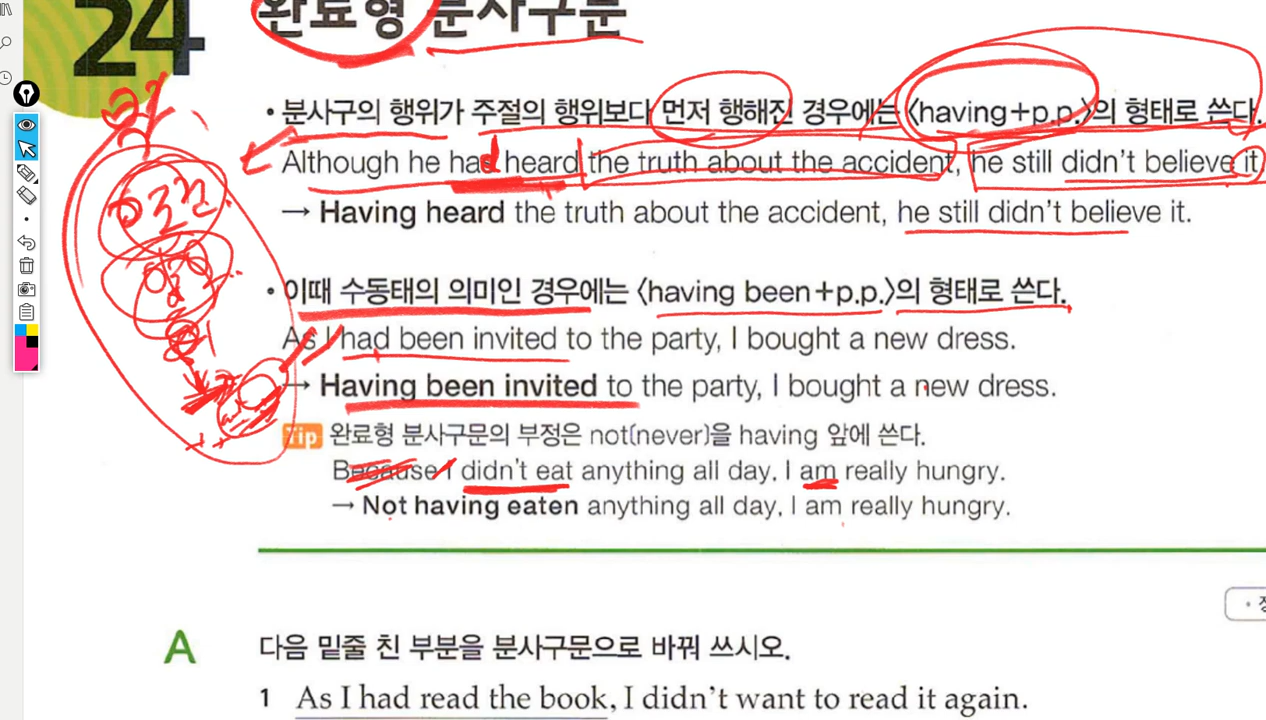 24 완료형 분사구문
• 분사구의 행위가 주절의 행위보다 먼저 행해진 경우에는 〈having+p.p.〉의 형태로 쓴다.
Although he had heard the truth about the accident, he still didn't believe it.
→ Having heard the truth about the accident, he still didn't believe it.
• 이때 수동태의 의미인 경우에는 〈having been+p.p.〉의 형태로 쓴다.
As I had been invited to the party, I bought a new dress.
→ Having been invited to the party, I bought a new dress.
Tip 완료형 분사구문의 부정은 not(never)을 having 앞에 쓴다.
Because I didn't eat anything all day, I am really hungry.
→ Not having eaten anything all day, I am really hungry.
A 다음 밑줄 친 부분을 분사구문으로 바꿔 쓰시오.
1 As I had read the book, I didn't want to read it again.